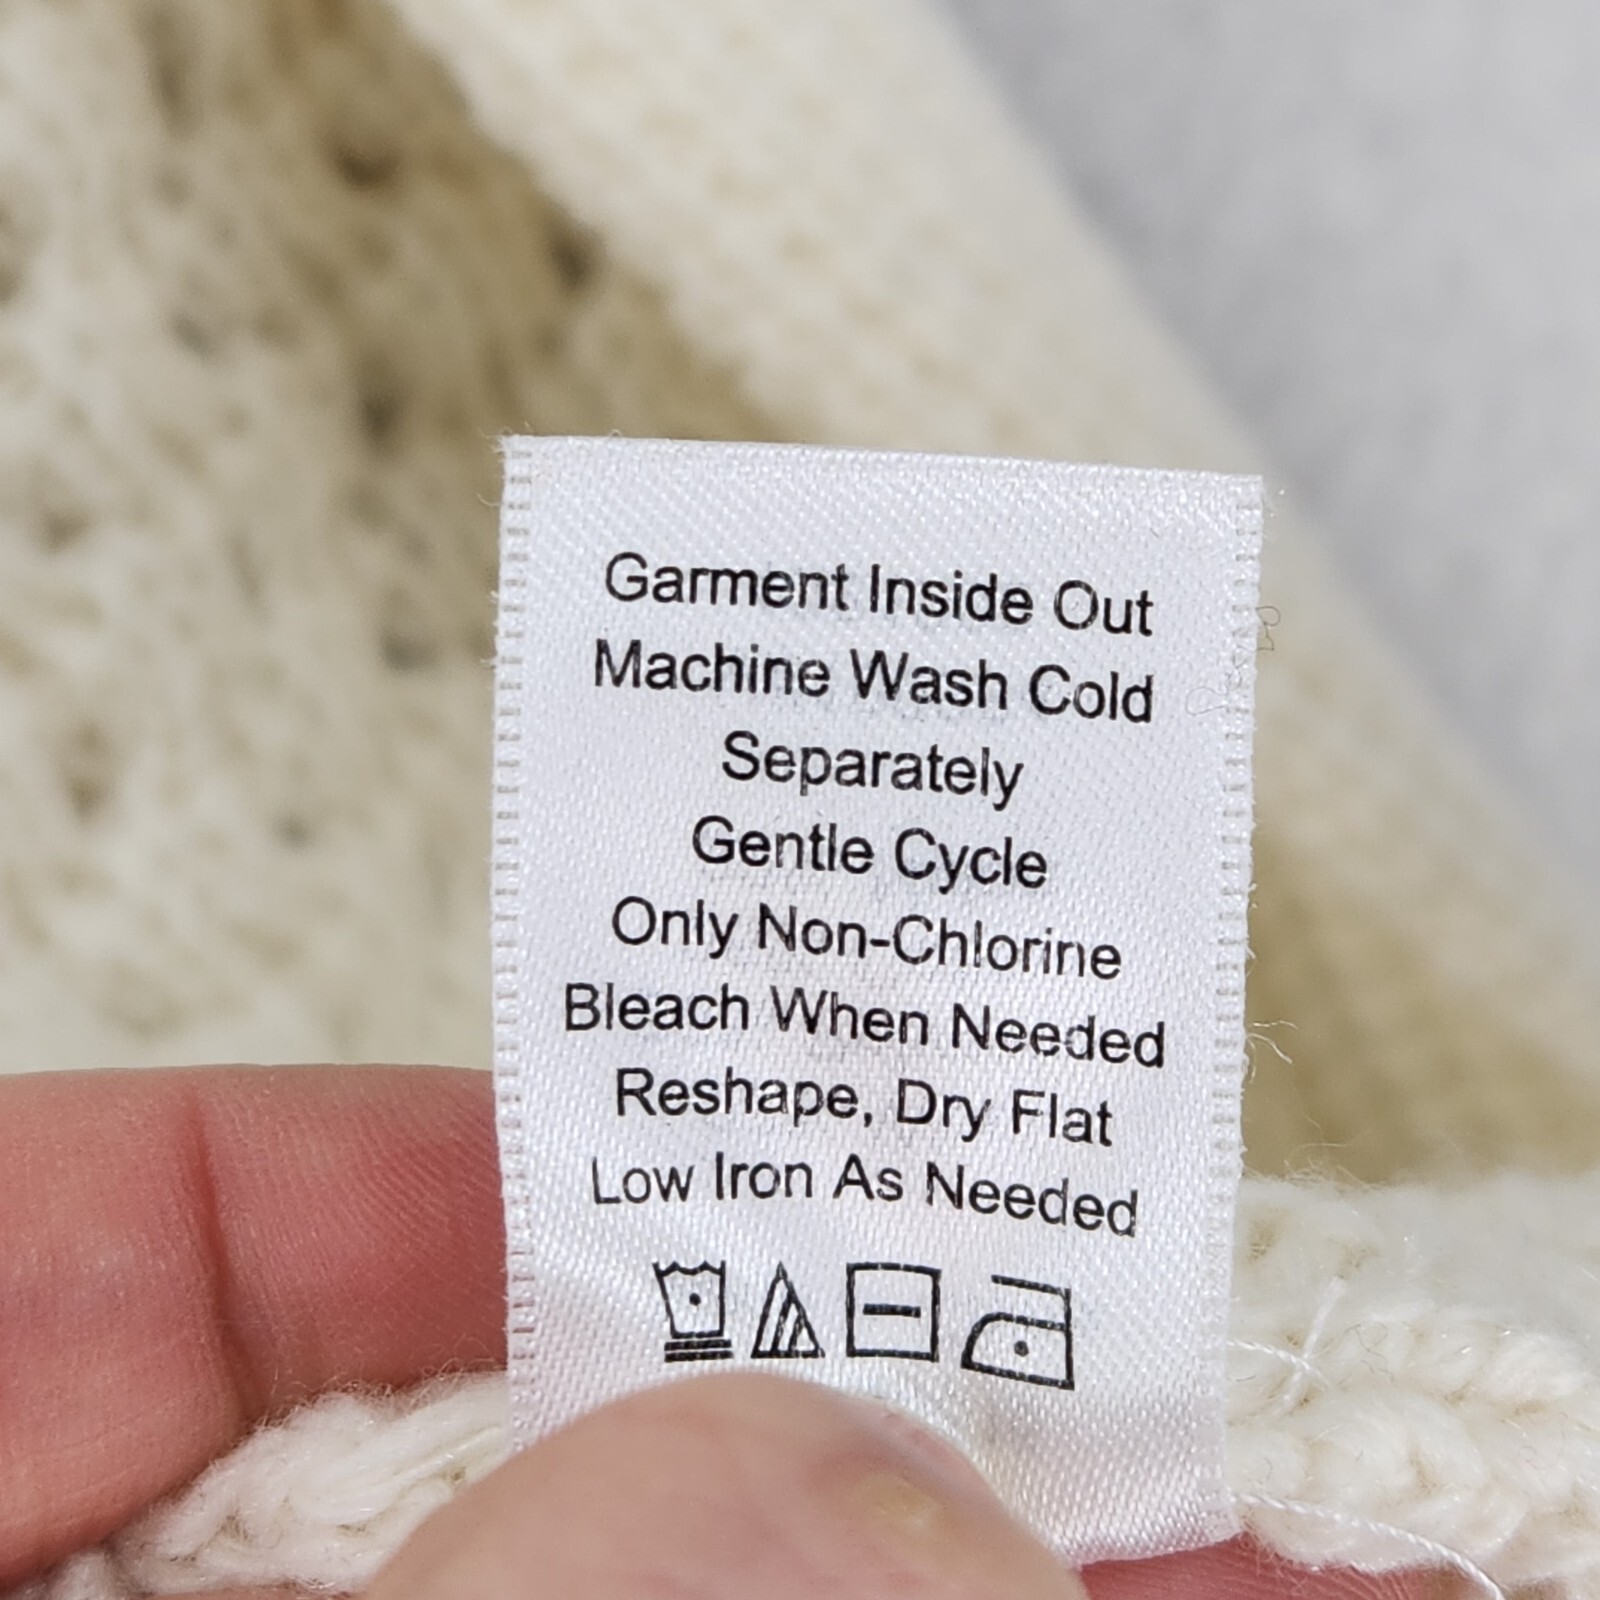 Garment Inside Out
Machine Wash Cold
Separately
Gentle Cycle
Only Non-Chlorine
Bleach When Needed
Reshape, Dry Flat
Low Iron As Needed